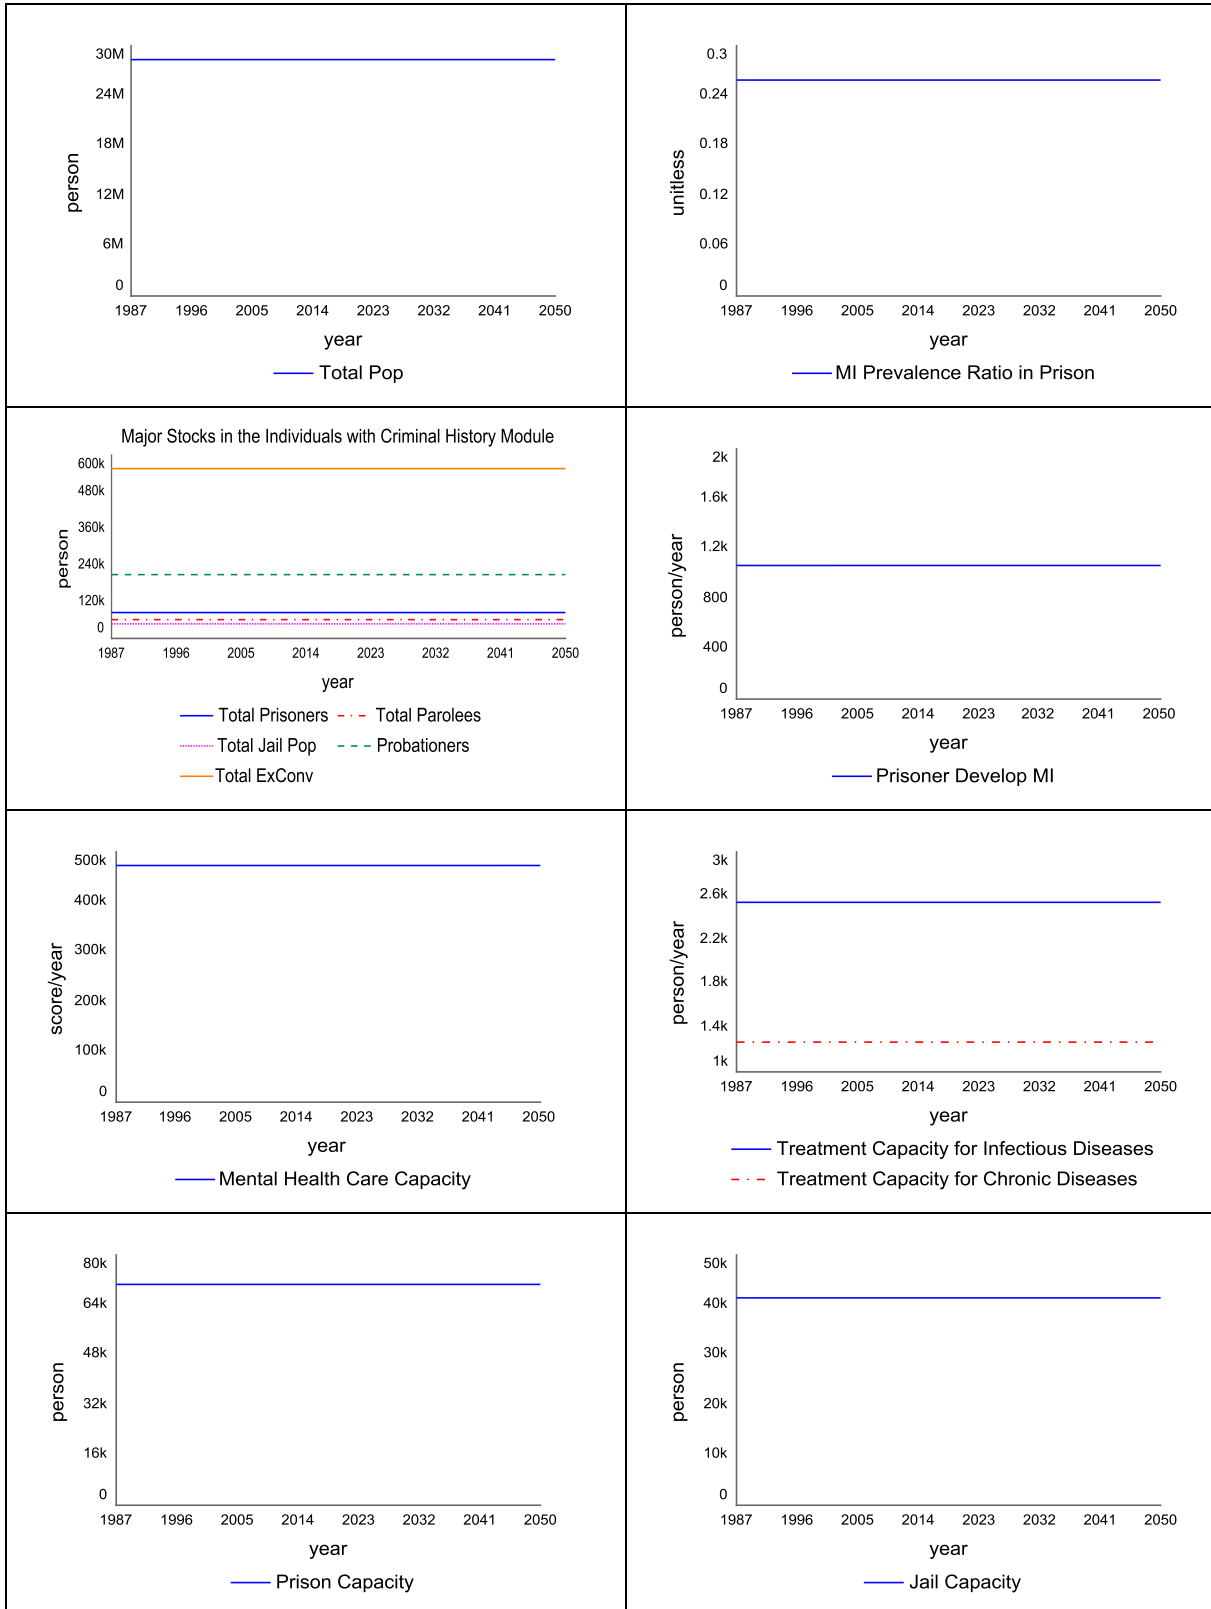 30M
24M
18M
12M
6M
0
person
1987 1996 2005 2014 2023 2032 2041 2050
year
Total Pop
0.3
0.24
0.18
0.12
0.06
0
unitless
1987 1996 2005 2014 2023 2032 2041 2050
year
MI Prevalence Ratio in Prison
Major Stocks in the Individuals with Criminal History Module
600k
480k
360k
240k
120k
0
person
1987 1996 2005 2014 2023 2032 2041 2050
year
Total Prisoners Total Parolees
Total Jail Pop Probationers
Total ExConv
2k
1.6k
1.2k
800
400
0
person/year
1987 1996 2005 2014 2023 2032 2041 2050
year
Prisoner Develop MI
500k
400k
300k
200k
100k
0
score/year
1987 1996 2005 2014 2023 2032 2041 2050
year
Mental Health Care Capacity
3k
2.6k
2.2k
1.8k
1.4k
1k
person/year
1987 1996 2005 2014 2023 2032 2041 2050
year
Treatment Capacity for Infectious Diseases
Treatment Capacity for Chronic Diseases
80k
64k
48k
32k
16k
0
person
1987 1996 2005 2014 2023 2032 2041 2050
year
Prison Capacity
50k
40k
30k
20k
10k
0
person
1987 1996 2005 2014 2023 2032 2041 2050
year
Jail Capacity